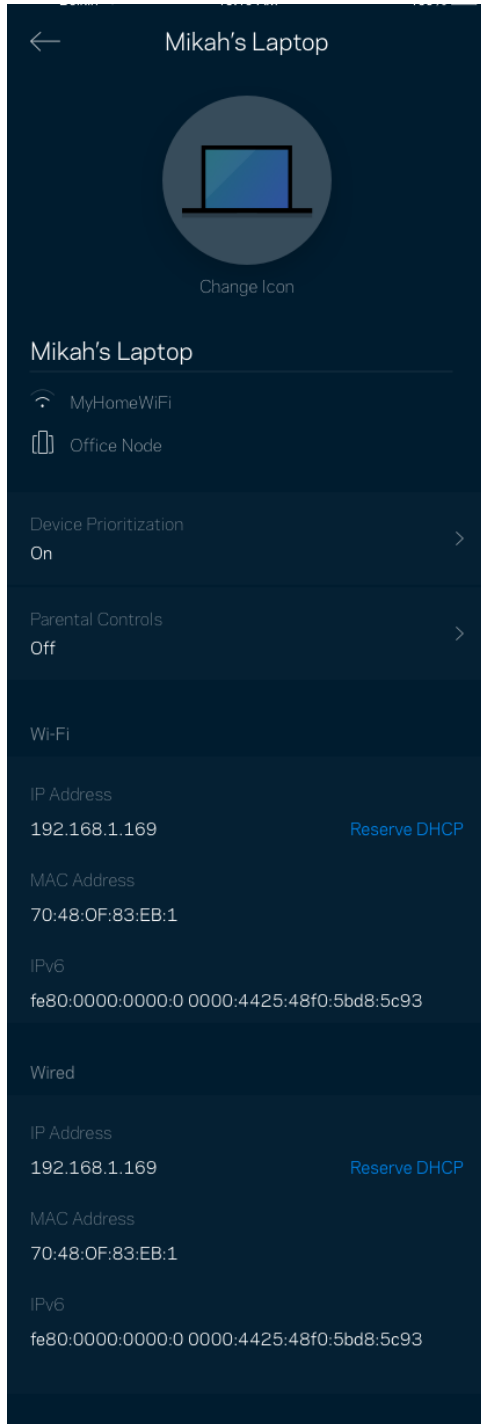 Mikah's Laptop
Change Icon
Mikah's Laptop
MyHomeWiFi
Office Node
Device Prioritization
On
Parental Controls
Off
Wi-Fi
IP Address
192.168.1.169 Reserve DHCP
MAC Address
70:48:0F:83:EB:1
IPv6
fe80:0000:0000:0 0000:4425:48f0:5bd8:5c93
Wired
IP Address
192.168.1.169 Reserve DHCP
MAC Address
70:48:0F:83:EB:1
IPv6
fe80:0000:0000:0 0000:4425:48f0:5bd8:5c93